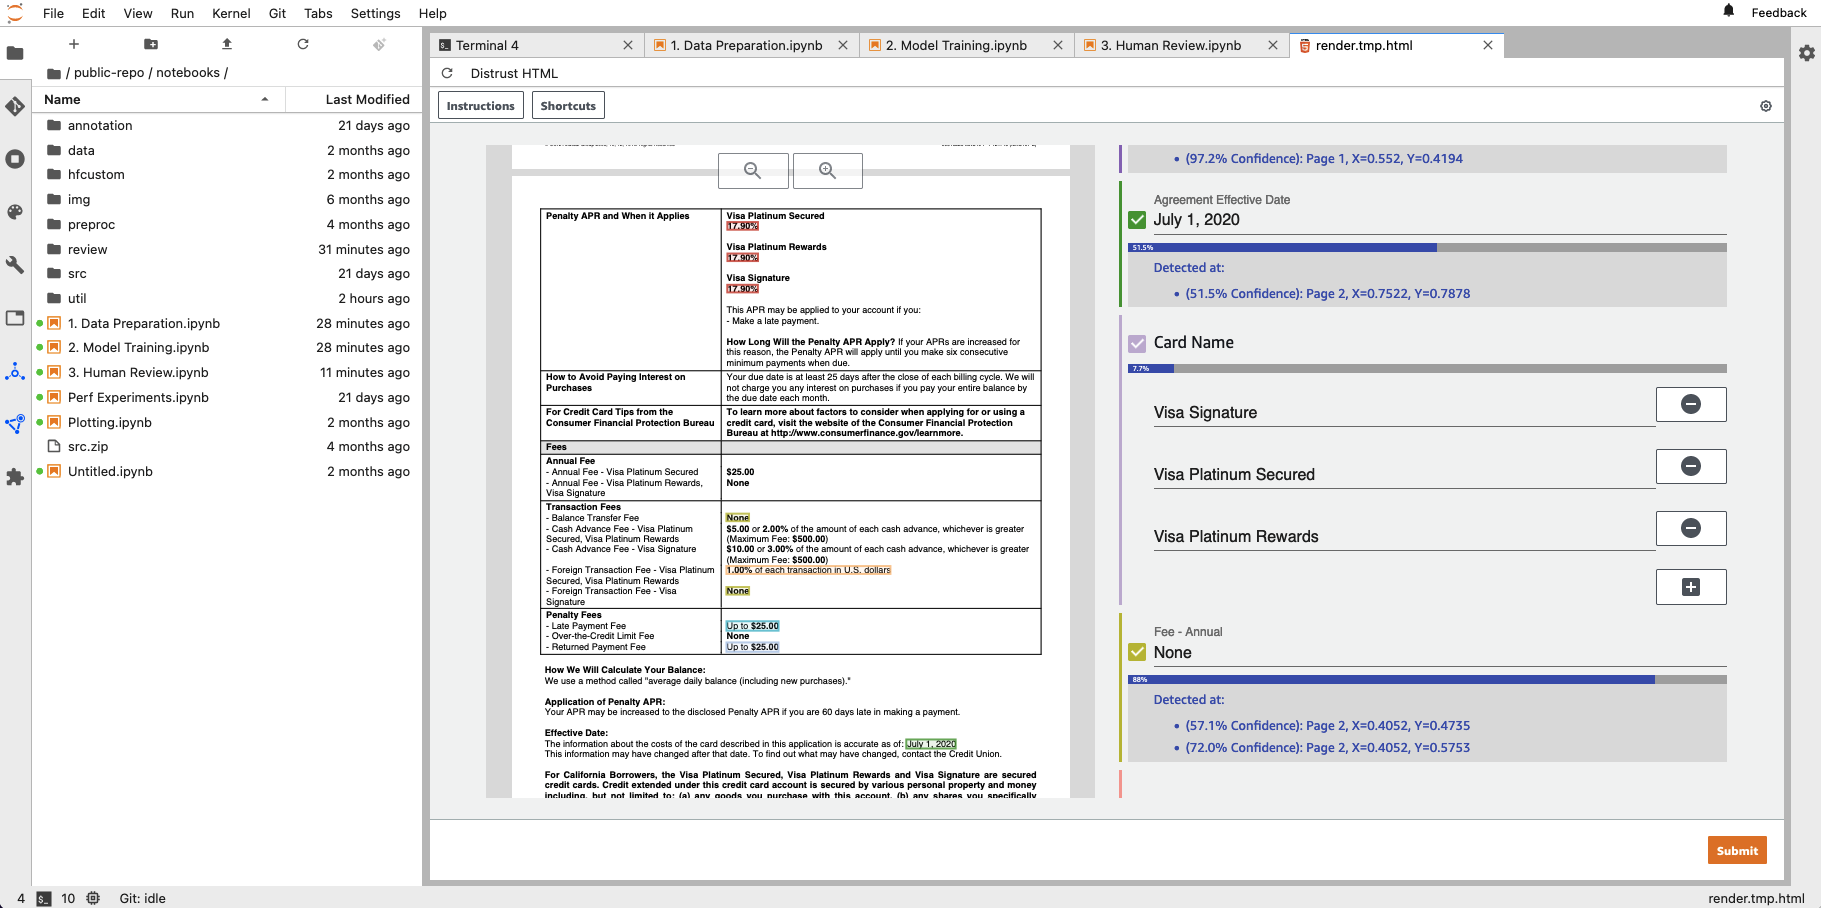 File Edit View Run Kernel Git Tabs Settings Help
Feedback
/ public-repo / notebooks /
Name Last Modified
annotation 21 days ago
data 2 months ago
hfcustom 2 months ago
img 6 months ago
preproc 4 months ago
review 31 minutes ago
src 21 days ago
util 2 hours ago
1. Data Preparation.ipynb 28 minutes ago
2. Model Training.ipynb 28 minutes ago
3. Human Review.ipynb 11 minutes ago
Perf Experiments.ipynb 21 days ago
Plotting.ipynb 2 months ago
src.zip 4 months ago
Untitled.ipynb 2 months ago
Terminal 4
1. Data Preparation.ipynb
2. Model Training.ipynb
3. Human Review.ipynb
render.tmp.html
Distrust HTML
Instructions Shortcuts
Penalty APR and When it Applies
Visa Platinum Secured
17.90%
Visa Platinum Rewards
17.90%
Visa Signature
17.90%
This APR may be applied to your account if you:
- Make a late payment.
How Long Will the Penalty APR Apply? If your APRs are increased for
this reason, the Penalty APR will apply until you make six consecutive
minimum payments when due.
How to Avoid Paying Interest on
Purchases
Your due date is at least 25 days after the close of each billing cycle. We will
not charge you any interest on purchases if you pay your entire balance by
the due date each month.
For Credit Card Tips from the
Consumer Financial Protection Bureau
To learn more about factors to consider when applying for or using a
credit card, visit the website of the Consumer Financial Protection
Bureau at http://www.consumerfinance.gov/learnmore.
Fees
Annual Fee
- Annual Fee - Visa Platinum Secured $25.00
- Annual Fee - Visa Platinum Rewards, None
Visa Signature
Transaction Fees
- Balance Transfer Fee None
- Cash Advance Fee - Visa Platinum $5.00 or 2.00% of the amount of each cash advance, whichever is greater
Secured, Visa Platinum Rewards (Maximum Fee: $500.00)
- Cash Advance Fee - Visa Signature $10.00 or 3.00% of the amount of each cash advance, whichever is greater
(Maximum Fee: $500.00)
- Foreign Transaction Fee - Visa Platinum 1.00% of each transaction in U.S. dollars
Secured, Visa Platinum Rewards
- Foreign Transaction Fee - Visa None
Signature
Penalty Fees
- Late Payment Fee Up to $25.00
- Over-the-Credit Limit Fee None
- Returned Payment Fee Up to $25.00
How We Will Calculate Your Balance:
We use a method called "average daily balance (including new purchases)."
Application of Penalty APR:
Your APR may be increased to the disclosed Penalty APR if you are 60 days late in making a payment.
Effective Date:
The information about the costs of the card described in this application is accurate as of: July 1, 2020
This information may have changed after that date. To find out what may have changed, contact the Credit Union.
For California Borrowers, the Visa Platinum Secured, Visa Platinum Rewards and Visa Signature are secured
credit cards. Credit extended under this credit card account is secured by various personal property and money
including, but not limited to: (a) any goods you purchase with this account, (b) any shares you specifically
• (97.2% Confidence): Page 1, X=0.552, Y=0.4194
Agreement Effective Date
July 1, 2020
51.5%
Detected at:
• (51.5% Confidence): Page 2, X=0.7522, Y=0.7878
Card Name
7.7%
Visa Signature
Visa Platinum Secured
Visa Platinum Rewards
Fee - Annual
None
88%
Detected at:
• (57.1% Confidence): Page 2, X=0.4052, Y=0.4735
• (72.0% Confidence): Page 2, X=0.4052, Y=0.5753
Submit
4 10 Git: idle
render.tmp.html